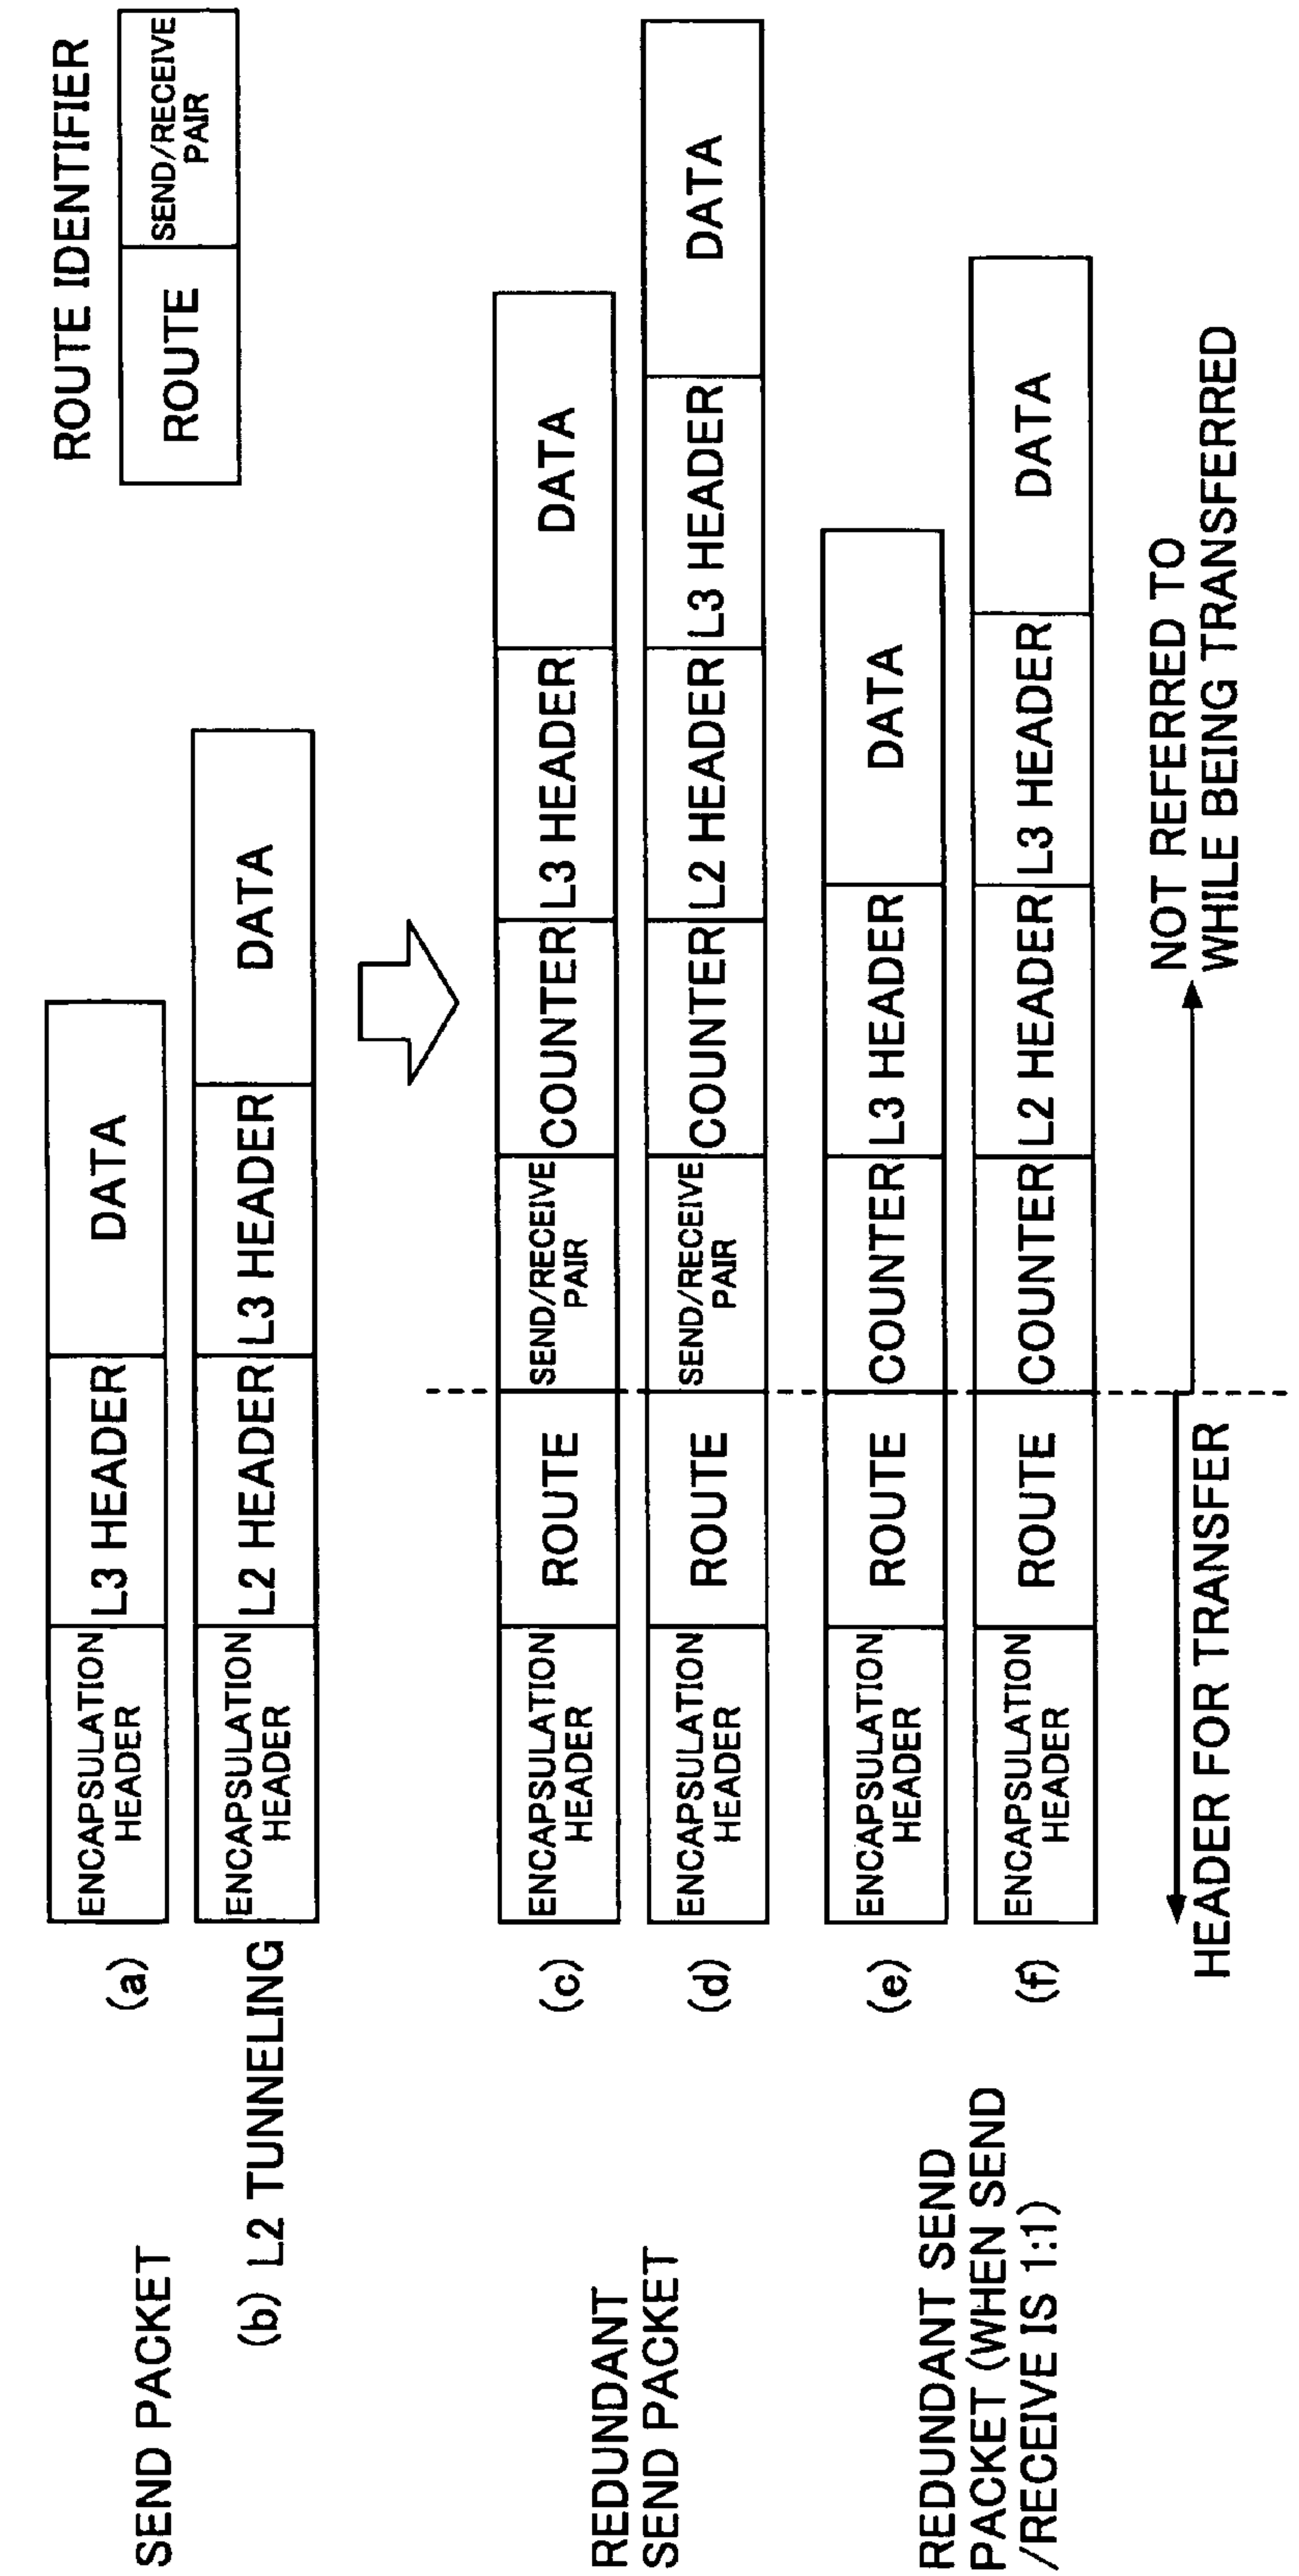 ROUTE IDENTIFIER
ROUTE
SEND/RECEIVE
PAIR
SEND PACKET
(a)
ENCAPSULATION
HEADER
L3 HEADER
DATA
(b) L2 TUNNELING
ENCAPSULATION
HEADER
L2 HEADER
L3 HEADER
DATA
REDUNDANT
SEND PACKET
(c)
ENCAPSULATION
HEADER
ROUTE
SEND/RECEIVE
PAIR
COUNTER
L3 HEADER
DATA
(d)
ENCAPSULATION
HEADER
ROUTE
SEND/RECEIVE
PAIR
COUNTER
L2 HEADER
L3 HEADER
DATA
REDUNDANT SEND
PACKET (WHEN SEND
/RECEIVE IS 1:1)
(e)
ENCAPSULATION
HEADER
ROUTE
COUNTER
L3 HEADER
DATA
(f)
ENCAPSULATION
HEADER
ROUTE
COUNTER
L2 HEADER
L3 HEADER
DATA
HEADER FOR TRANSFER
NOT REFERRED TO
WHILE BEING TRANSFERRED